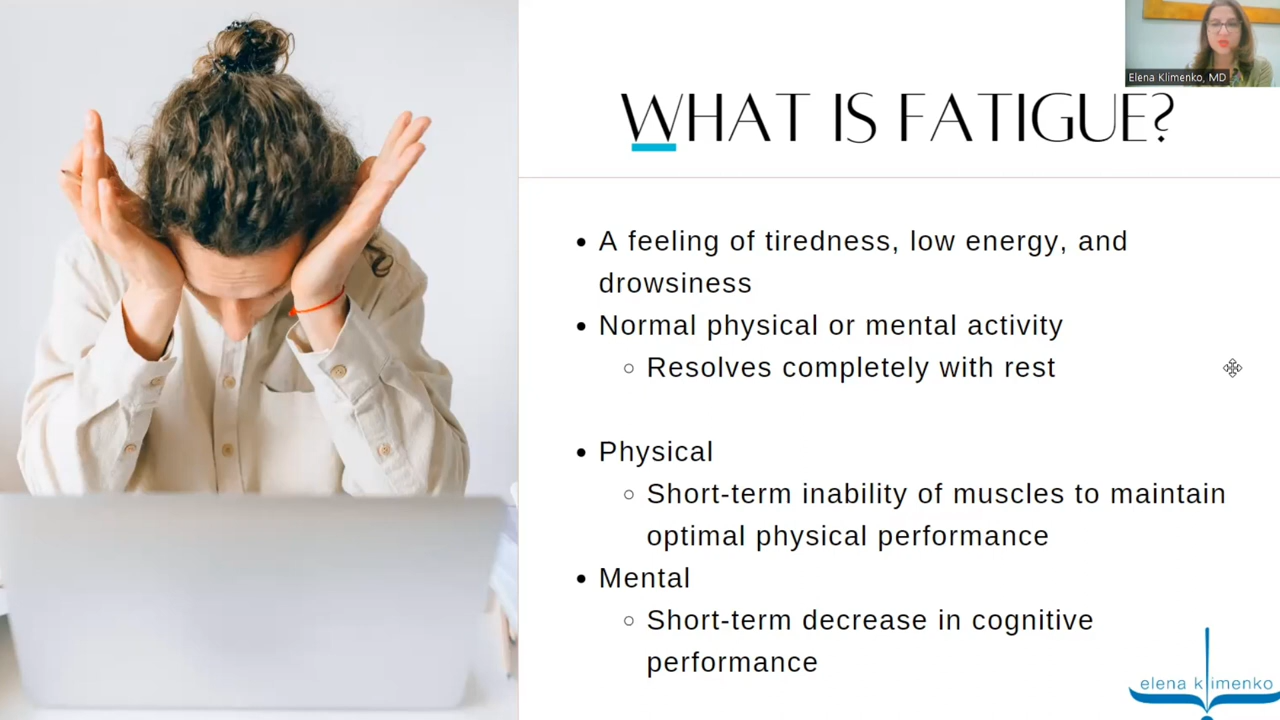 Elena Klimenko, MD
WHAT IS FATIGUE?
• A feeling of tiredness, low energy, and
drowsiness
• Normal physical or mental activity
○ Resolves completely with rest
• Physical
○ Short-term inability of muscles to maintain
optimal physical performance
• Mental
○ Short-term decrease in cognitive
performance
elena klimenko